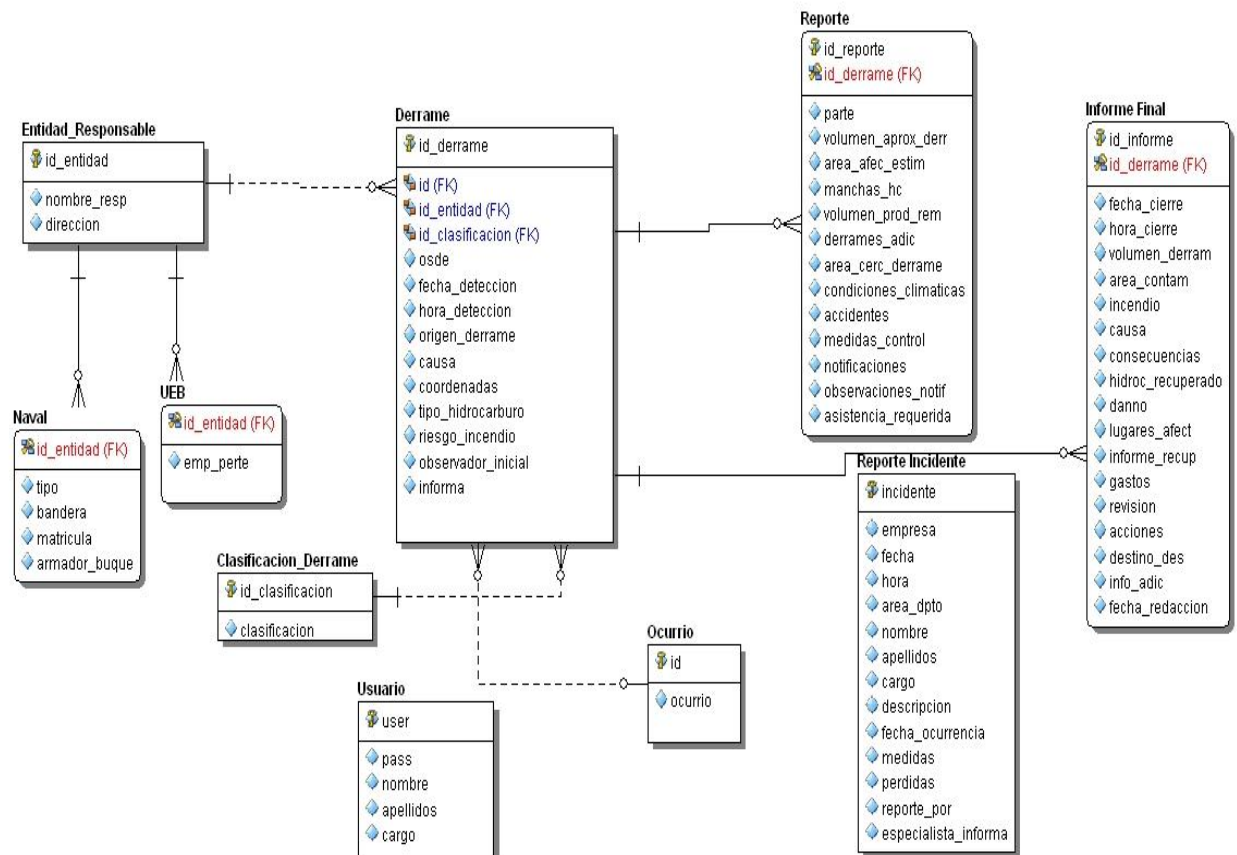 Entidad_Responsable
id_entidad
nombre_resp
direccion
Naval
id_entidad (FK)
tipo
bandera
matricula
armador_buque
UEB
id_entidad (FK)
emp_perte
Derrame
id_derrame
id (FK)
id_entidad (FK)
id_clasificacion (FK)
osde
fecha_deteccion
hora_deteccion
origen_derrame
causa
coordenadas
tipo_hidrocarburo
riesgo_incendio
observador_inicial
informa
Clasificacion_Derrame
id_clasificacion
clasificacion
Usuario
user
pass
nombre
apellidos
cargo
Ocurrio
id
ocurrio
Reporte
id_reporte
id_derrame (FK)
parte
volumen_aprox_derr
area_afec_estim
manchas_hc
volumen_prod_rem
derrames_adic
area_cerc_derrame
condiciones_climaticas
accidentes
medidas_control
notificaciones
observaciones_notif
asistencia_requerida
Reporte Incidente
incidente
empresa
fecha
hora
area_dpto
nombre
apellidos
cargo
descripcion
fecha_ocurrencia
medidas
perdidas
reporte_por
especialista_informa
Informe Final
id_informe
id_derrame (FK)
fecha_cierre
hora_cierre
volumen_derram
area_contam
incendio
causa
consecuencias
hidroc_recuperado
danno
lugares_afect
informe_recup
gastos
revision
acciones
destino_des
info_adic
fecha_redaccion